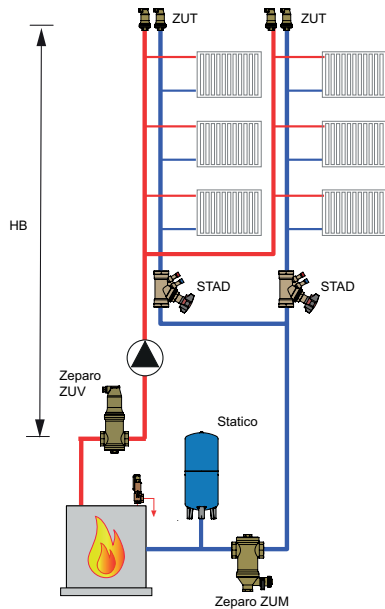 ZUT
ZUT
HB
STAD
STAD
Zeparo
ZUV
Statico
Zeparo ZUM